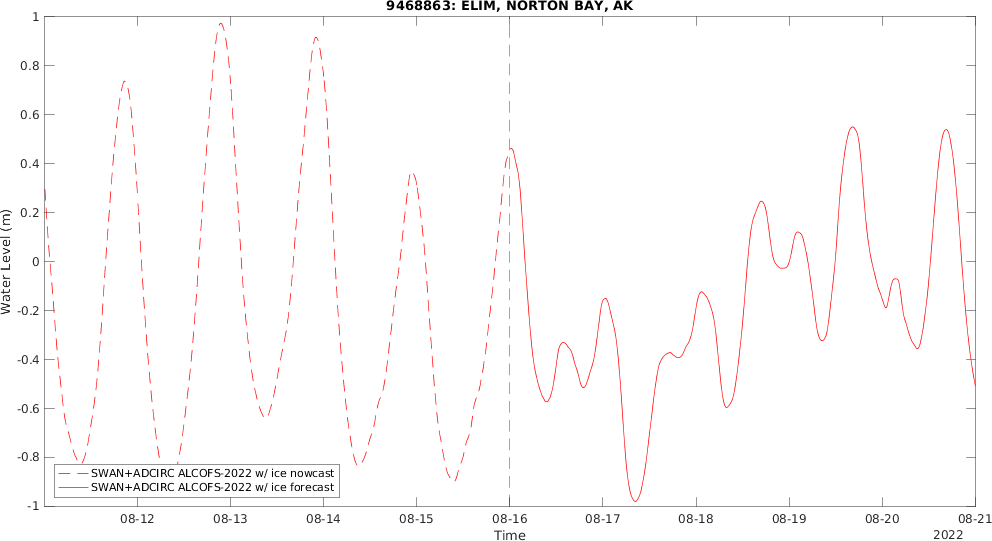 9468863: ELIM, NORTON BAY, AK
1
0.8
0.6
0.4
0.2
0
-0.2
-0.4
-0.6
-0.8
-1
Water Level (m)
SWAN+ADCIRC ALCOFS-2022 w/ ice nowcast
SWAN+ADCIRC ALCOFS-2022 w/ ice forecast
08-12 08-13 08-14 08-15 08-16 08-17 08-18 08-19 08-20 08-21
Time
2022